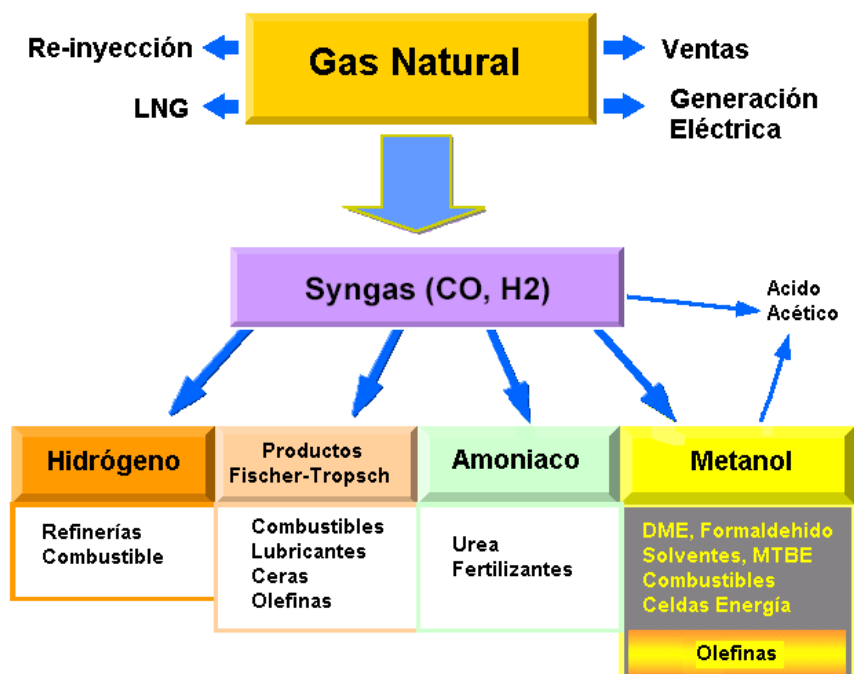 Re-inyección
LNG
Gas Natural
Ventas
Generación
Eléctrica
Syngas (CO, H2)
Acido
Acético
Hidrógeno
Refinerías
Combustible
Productos
Fischer-Tropsch
Combustibles
Lubricantes
Ceras
Olefinas
Amoniaco
Urea
Fertilizantes
Metanol
DME, Formaldehido
Solventes, MTBE
Combustibles
Celdas Energía
Olefinas